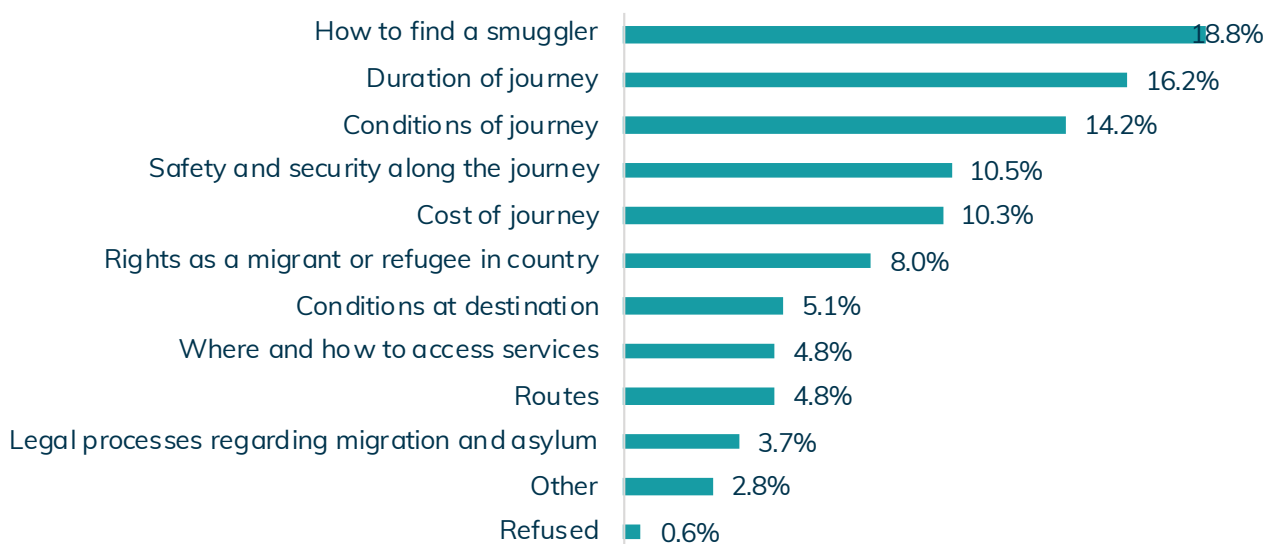 How to find a smuggler 18.8%
Duration of journey 16.2%
Conditions of journey 14.2%
Safety and security along the journey 10.5%
Cost of journey 10.3%
Rights as a migrant or refugee in country 8.0%
Conditions at destination 5.1%
Where and how to access services 4.8%
Routes 4.8%
Legal processes regarding migration and asylum 3.7%
Other 2.8%
Refused 0.6%